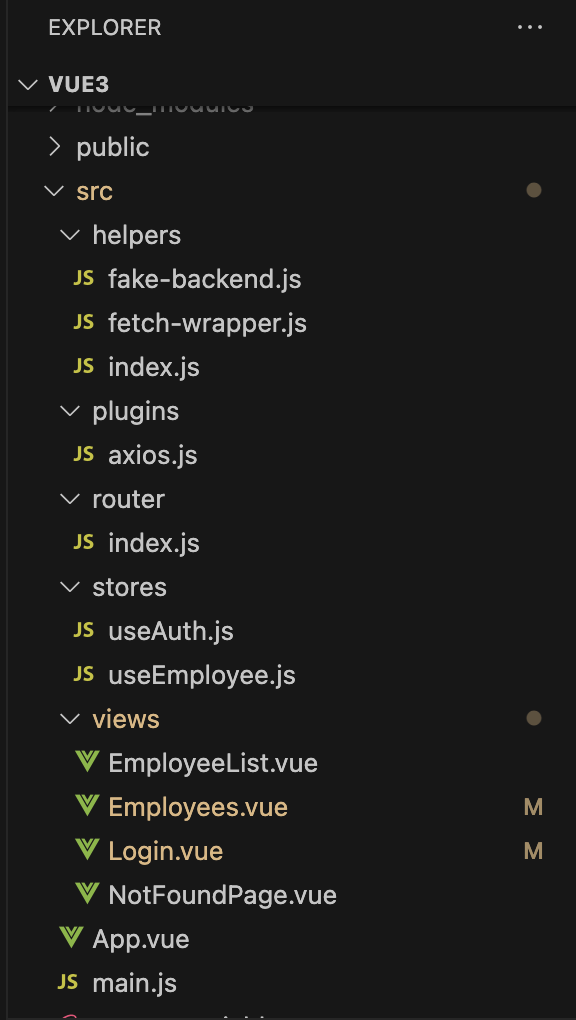 EXPLORER
VUE3
node_modules
public
src
helpers
JS fake-backend.js
JS fetch-wrapper.js
JS index.js
plugins
JS axios.js
router
JS index.js
stores
JS useAuth.js
JS useEmployee.js
views
EmployeeList.vue
Employees.vue M
Login.vue M
NotFoundPage.vue
App.vue
JS main.js